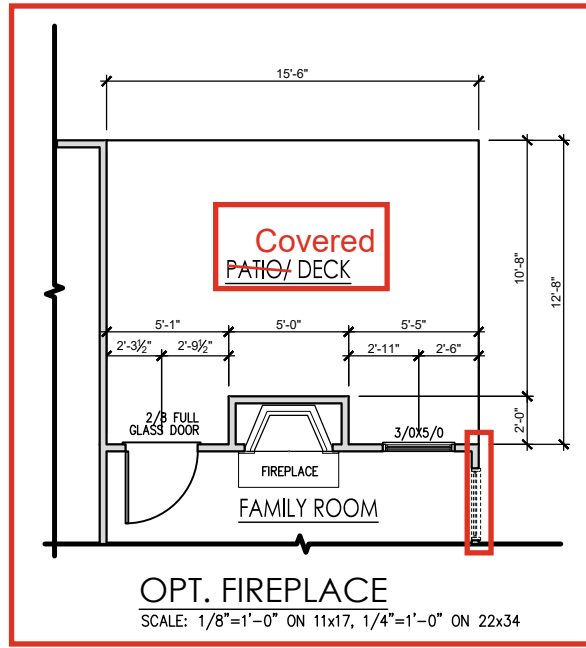 15'-6"
Covered
PATIO/ DECK
10'-8"
12'-8"
5'-1" 5'-0" 5'-5"
2'-3½" 2'-9½" 2'-11" 2'-6"
2'-0"
2/8 FULL
GLASS DOOR
3/0X5/0
FIREPLACE
FAMILY ROOM
OPT. FIREPLACE
SCALE: 1/8"=1'-0" ON 11x17, 1/4"=1'-0" ON 22x34